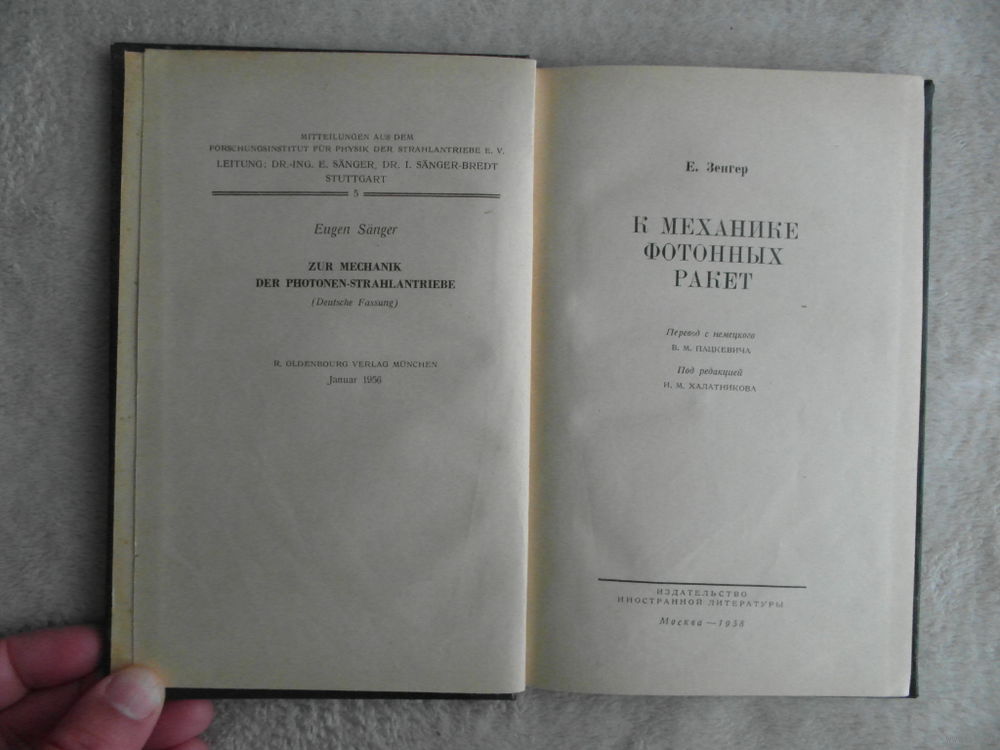 MITTEILUNGEN AUS DEM
FORSCHUNGSINSTITUT FÜR PHYSIK DER STRAHLANTRIEBE E. V.
LEITUNG: DR.-ING. E. SÄNGER, DR. I. SÄNGER-BREDT
STUTTGART
5
Eugen Sänger
ZUR MECHANIK
DER PHOTONEN-STRAHLANTRIEBE
(Deutsche Fassung)
R. OLDENBOURG VERLAG MÜNCHEN
Januar 1956
Е. Зенгер
К МЕХАНИКЕ
ФОТОННЫХ
РАКЕТ
Перевод с немецкого
В. М. ПАЦКЕВИЧА
Под редакцией
И. М. ХАЛАТНИКОВА
ИЗДАТЕЛЬСТВО
ИНОСТРАННОЙ ЛИТЕРАТУРЫ
Москва — 1958